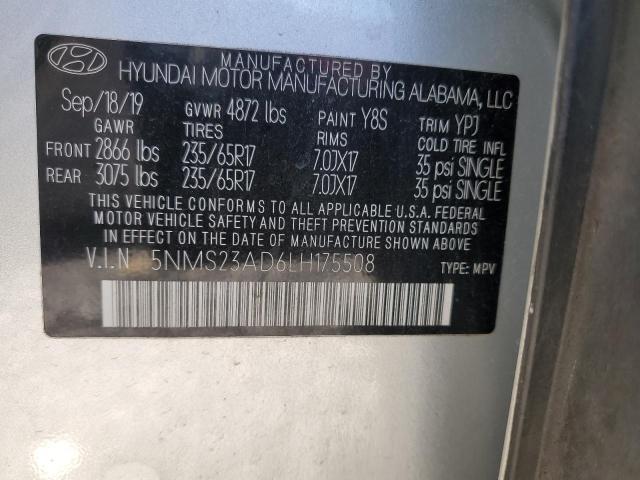 MANUFACTURED BY
HYUNDAI MOTOR MANUFACTURING ALABAMA, LLC
Sep/18/19 GVWR 4872 lbs PAINT Y8S TRIM YPJ
GAWR TIRES RIMS COLD TIRE INFL
FRONT 2866 lbs 235/65R17 7.0JX17 35 psi SINGLE
REAR 3075 lbs 235/65R17 7.0JX17 35 psi SINGLE
THIS VEHICLE CONFORMS TO ALL APPLICABLE U.S.A. FEDERAL
MOTOR VEHICLE SAFETY AND THEFT PREVENTION STANDARDS
IN EFFECT ON THE DATE OF MANUFACTURE SHOWN ABOVE.
V.I.N 5NMS23AD6LH175508 TYPE: MPV